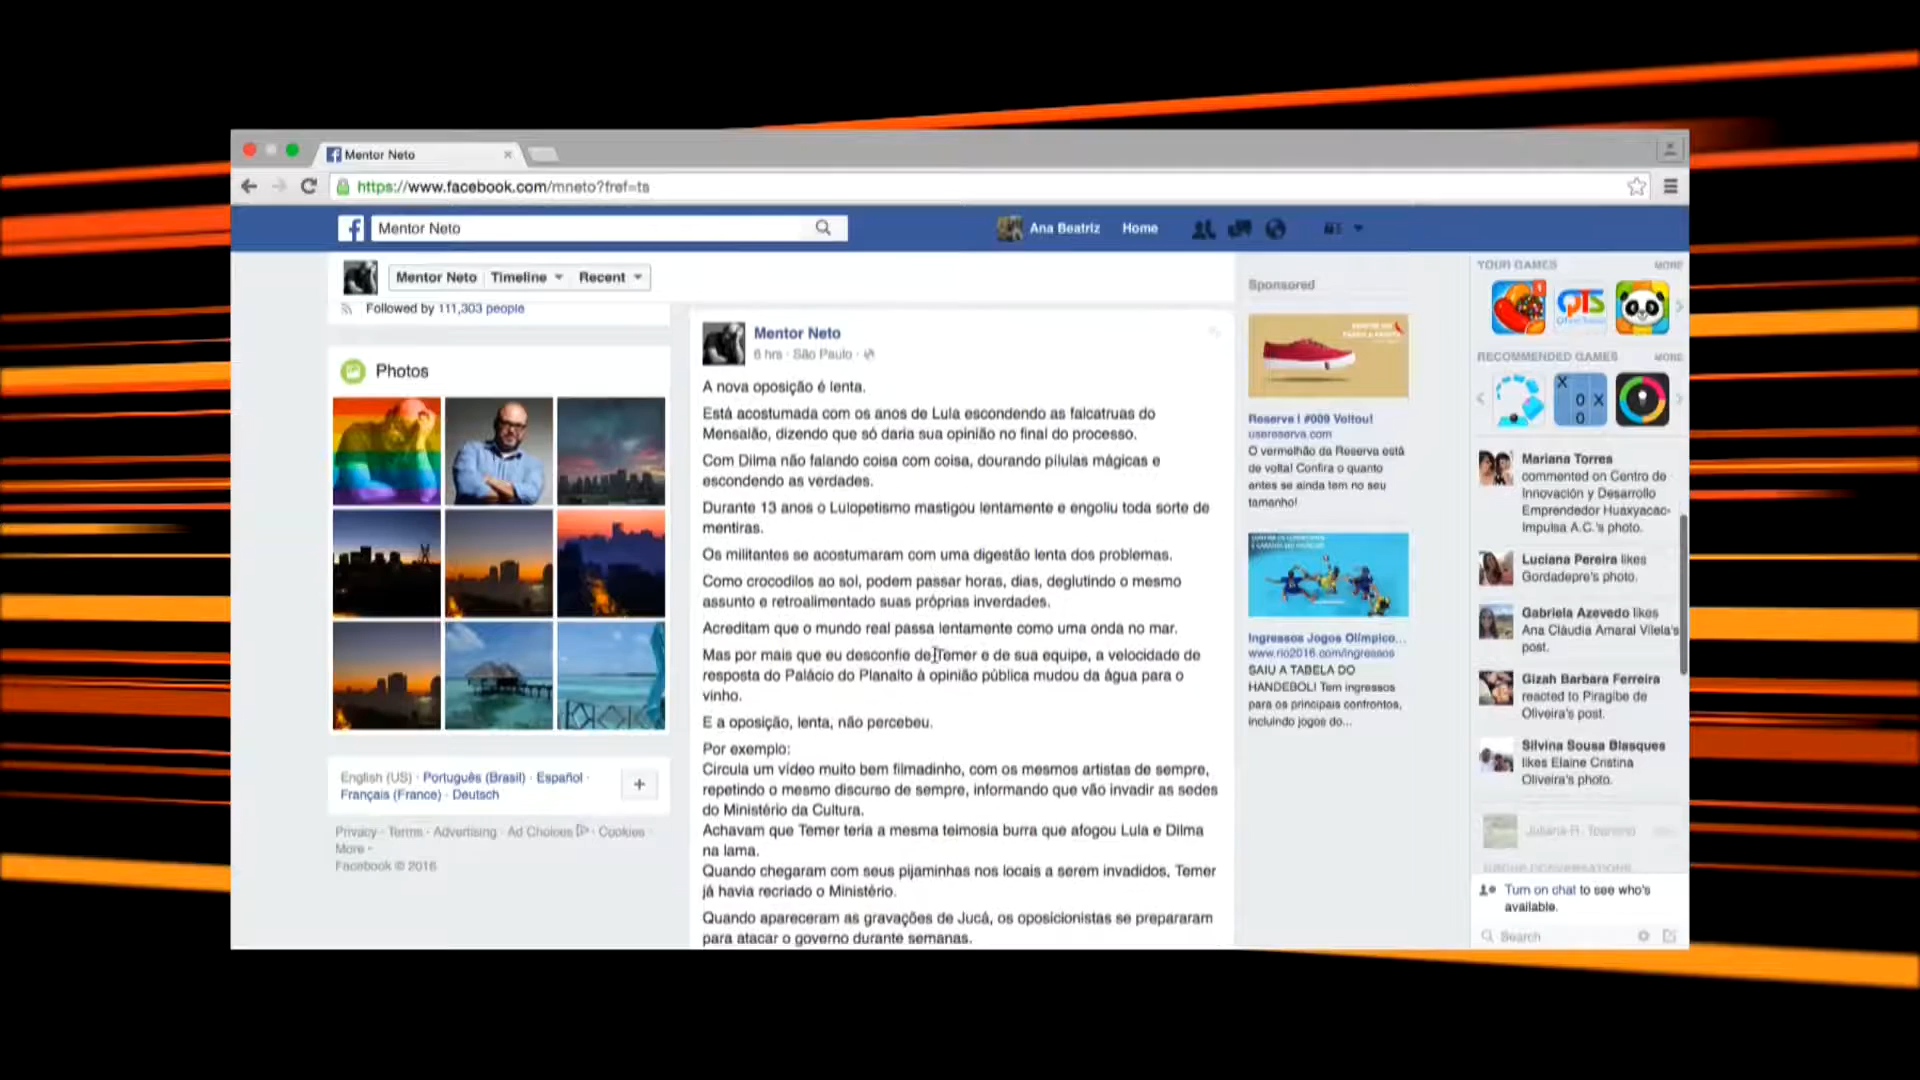 Mentor Neto
https://www.facebook.com/mneto?fref=ts
Mentor Neto
Ana Beatriz
Home
Mentor Neto
Timeline
Recent
Followed by 111,303 people
Photos
English (US) · Português (Brasil) · Español ·
Français (France) · Deutsch
Privacy · Terms · Advertising · Ad Choices · Cookies ·
More ·
Facebook © 2016
Mentor Neto
6 hrs · São Paulo ·
A nova oposição é lenta.
Está acostumada com os anos de Lula escondendo as falcatruas do
Mensalão, dizendo que só daria sua opinião no final do processo.
Com Dilma não falando coisa com coisa, dourando pílulas mágicas e
escondendo as verdades.
Durante 13 anos o Lulopetismo mastigou lentamente e engoliu toda sorte de
mentiras.
Os militantes se acostumaram com uma digestão lenta dos problemas.
Como crocodilos ao sol, podem passar horas, dias, deglutindo o mesmo
assunto e retroalimentado suas próprias inverdades.
Acreditam que o mundo real passa lentamente como uma onda no mar.
Mas por mais que eu desconfie de Temer e de sua equipe, a velocidade de
resposta do Palácio do Planalto à opinião pública mudou da água para o
vinho.
E a oposição, lenta, não percebeu.
Por exemplo:
Circula um vídeo muito bem filmadinho, com os mesmos artistas de sempre,
repetindo o mesmo discurso de sempre, informando que vão invadir as sedes
do Ministério da Cultura.
Achavam que Temer teria a mesma teimosia burra que afogou Lula e Dilma
na lama.
Quando chegaram com seus pijaminhas nos locais a serem invadidos, Temer
já havia recriado o Ministério.
Quando apareceram as gravações de Jucá, os oposicionistas se prepararam
para atacar o governo durante semanas.
Sponsored
Reserva | #009 Voltou!
usereserva.com
O vermelhão da Reserva está
de volta! Confira o quanto
antes se ainda tem no seu
tamanho!
Ingressos Jogos Olímpico...
www.rio2016.com/ingressos
SAIU A TABELA DO
HANDEBOL! Tem ingressos
para os principais confrontos,
incluindo jogos do...
YOUR GAMES
MORE
QTS
RECOMMENDED GAMES
MORE
X
0 X
0
Mariana Torres
commented on Centro de
Innovación y Desarrollo
Emprendedor Huaxyacac-
Impulsa A.C.'s photo.
Luciana Pereira likes
Gordadepre's photo.
Gabriela Azevedo likes
Ana Cláudia Amaral Vilela's
post.
Gizah Barbara Ferreira
reacted to Piragibe de
Oliveira's post.
Silvina Sousa Blasques
likes Elaine Cristina
Oliveira's photo.
GROUP CONVERSATIONS
Turn on chat to see who's
available.
Search